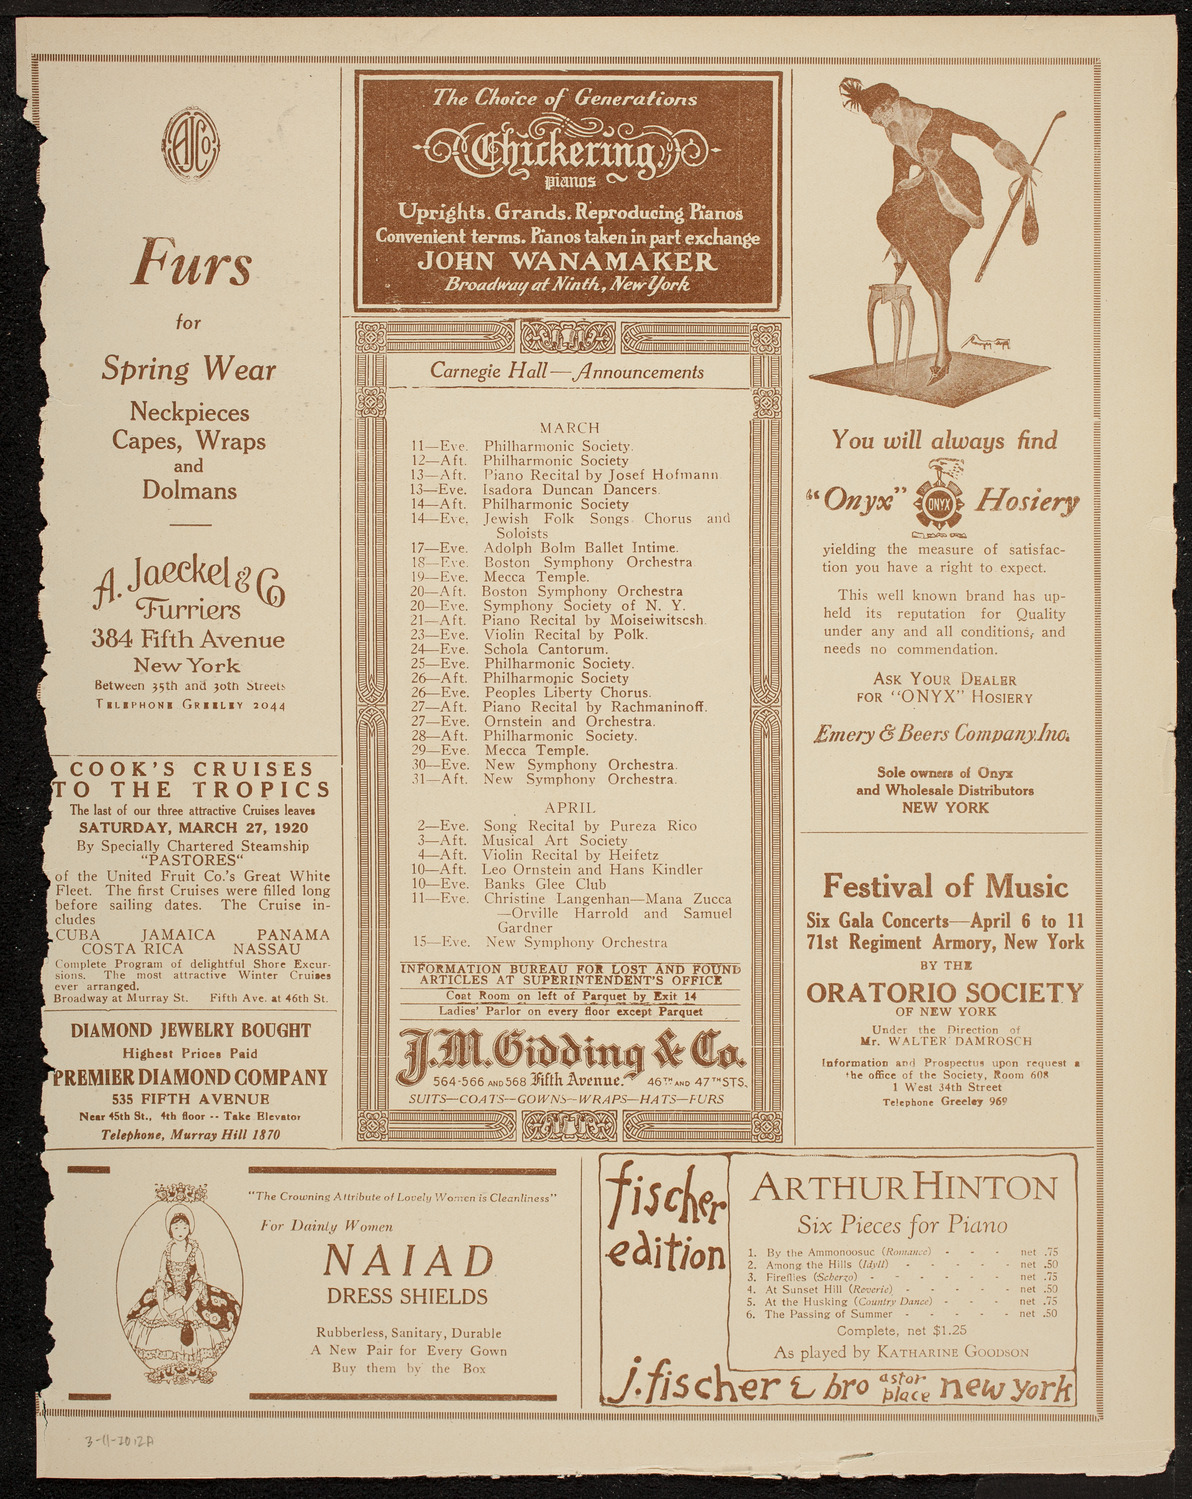 AJCo
Furs
for
Spring Wear
Neckpieces
Capes, Wraps
and
Dolmans
A. Jaeckel & Co
Furriers
384 Fifth Avenue
New York
Between 35th and 30th Streets
TELEPHONE GREELEY 2044
COOK'S CRUISES
TO THE TROPICS
The last of our three attractive Cruises leaves
SATURDAY, MARCH 27, 1920
By Specially Chartered Steamship
"PASTORES"
of the United Fruit Co.'s Great White
Fleet. The first Cruises were filled long
before sailing dates. The Cruise in-
cludes
CUBA JAMAICA PANAMA
COSTA RICA NASSAU
Complete Program of delightful Shore Excur-
sions. The most attractive Winter Cruises
ever arranged.
Broadway at Murray St. Fifth Ave. at 46th St.
DIAMOND JEWELRY BOUGHT
Highest Prices Paid
PREMIER DIAMOND COMPANY
535 FIFTH AVENUE
Near 45th St., 4th floor -- Take Elevator
Telephone, Murray Hill 1870
The Choice of Generations
Chickering
pianos
Uprights. Grands. Reproducing Pianos
Convenient terms. Pianos taken in part exchange
JOHN WANAMAKER
Broadway at Ninth, New York
Carnegie Hall—Announcements
MARCH
11—Eve. Philharmonic Society.
12—Aft. Philharmonic Society
13—Aft. Piano Recital by Josef Hofmann.
13—Eve. Isadora Duncan Dancers.
14—Aft. Philharmonic Society
14—Eve. Jewish Folk Songs Chorus and
Soloists
17—Eve. Adolph Bolm Ballet Intime.
18—Eve. Boston Symphony Orchestra
19—Eve. Mecca Temple.
20—Aft. Boston Symphony Orchestra
20—Eve. Symphony Society of N. Y.
21—Aft. Piano Recital by Moiseiwitscsh.
23—Eve. Violin Recital by Polk.
24—Eve. Schola Cantorum.
25—Eve. Philharmonic Society.
26—Aft. Philharmonic Society
26—Eve. Peoples Liberty Chorus.
27—Aft. Piano Recital by Rachmaninoff.
27—Eve. Ornstein and Orchestra.
28—Aft. Philharmonic Society.
29—Eve. Mecca Temple.
30—Eve. New Symphony Orchestra.
31—Aft. New Symphony Orchestra.
APRIL
2—Eve. Song Recital by Pureza Rico
3—Aft. Musical Art Society
4—Aft. Violin Recital by Heifetz
10—Aft. Leo Ornstein and Hans Kindler
10—Eve. Banks Glee Club
11—Eve. Christine Langenhan—Mana Zucca
—Orville Harrold and Samuel
Gardner
15—Eve. New Symphony Orchestra
INFORMATION BUREAU FOR LOST AND FOUND
ARTICLES AT SUPERINTENDENT'S OFFICE
Coat Room on left of Parquet by Exit 14
Ladies' Parlor on every floor except Parquet
J.M. Gidding & Co.
564-566 AND 568 Fifth Avenue. 46TH AND 47TH STS.
SUITS—COATS--GOWNS—WRAPS—HATS—FURS
You will always find
"Onyx" ONYX Hosiery
yielding the measure of satisfac-
tion you have a right to expect.
This well known brand has up-
held its reputation for Quality
under any and all conditions, and
needs no commendation.
ASK YOUR DEALER
FOR "ONYX" HOSIERY
Emery & Beers Company, Inc.
Sole owners of Onyx
and Wholesale Distributors
NEW YORK
Festival of Music
Six Gala Concerts—April 6 to 11
71st Regiment Armory, New York
BY THE
ORATORIO SOCIETY
OF NEW YORK
Under the Direction of
Mr. WALTER DAMROSCH
Information and Prospectus upon request a
the office of the Society, Room 608
1 West 34th Street
Telephone Greeley 969
"The Crowning Attribute of Lovely Women is Cleanliness"
For Dainty Women
NAIAD
DRESS SHIELDS
Rubberless, Sanitary, Durable
A New Pair for Every Gown
Buy them by the Box
fischer
edition
ARTHUR HINTON
Six Pieces for Piano
1. By the Ammonoosuc (Romance) - - - net .75
2. Among the Hills (Idyll) - - - - - net .50
3. Fireflies (Scherzo) - - - - - - net .75
4. At Sunset Hill (Reverie) - - - - - net .50
5. At the Husking (Country Dance) - - - - net .75
6. The Passing of Summer - - - - - net .50
Complete, net $1.25
As played by KATHARINE GOODSON
j. fischer & bro astor place new york
3-11-2012A